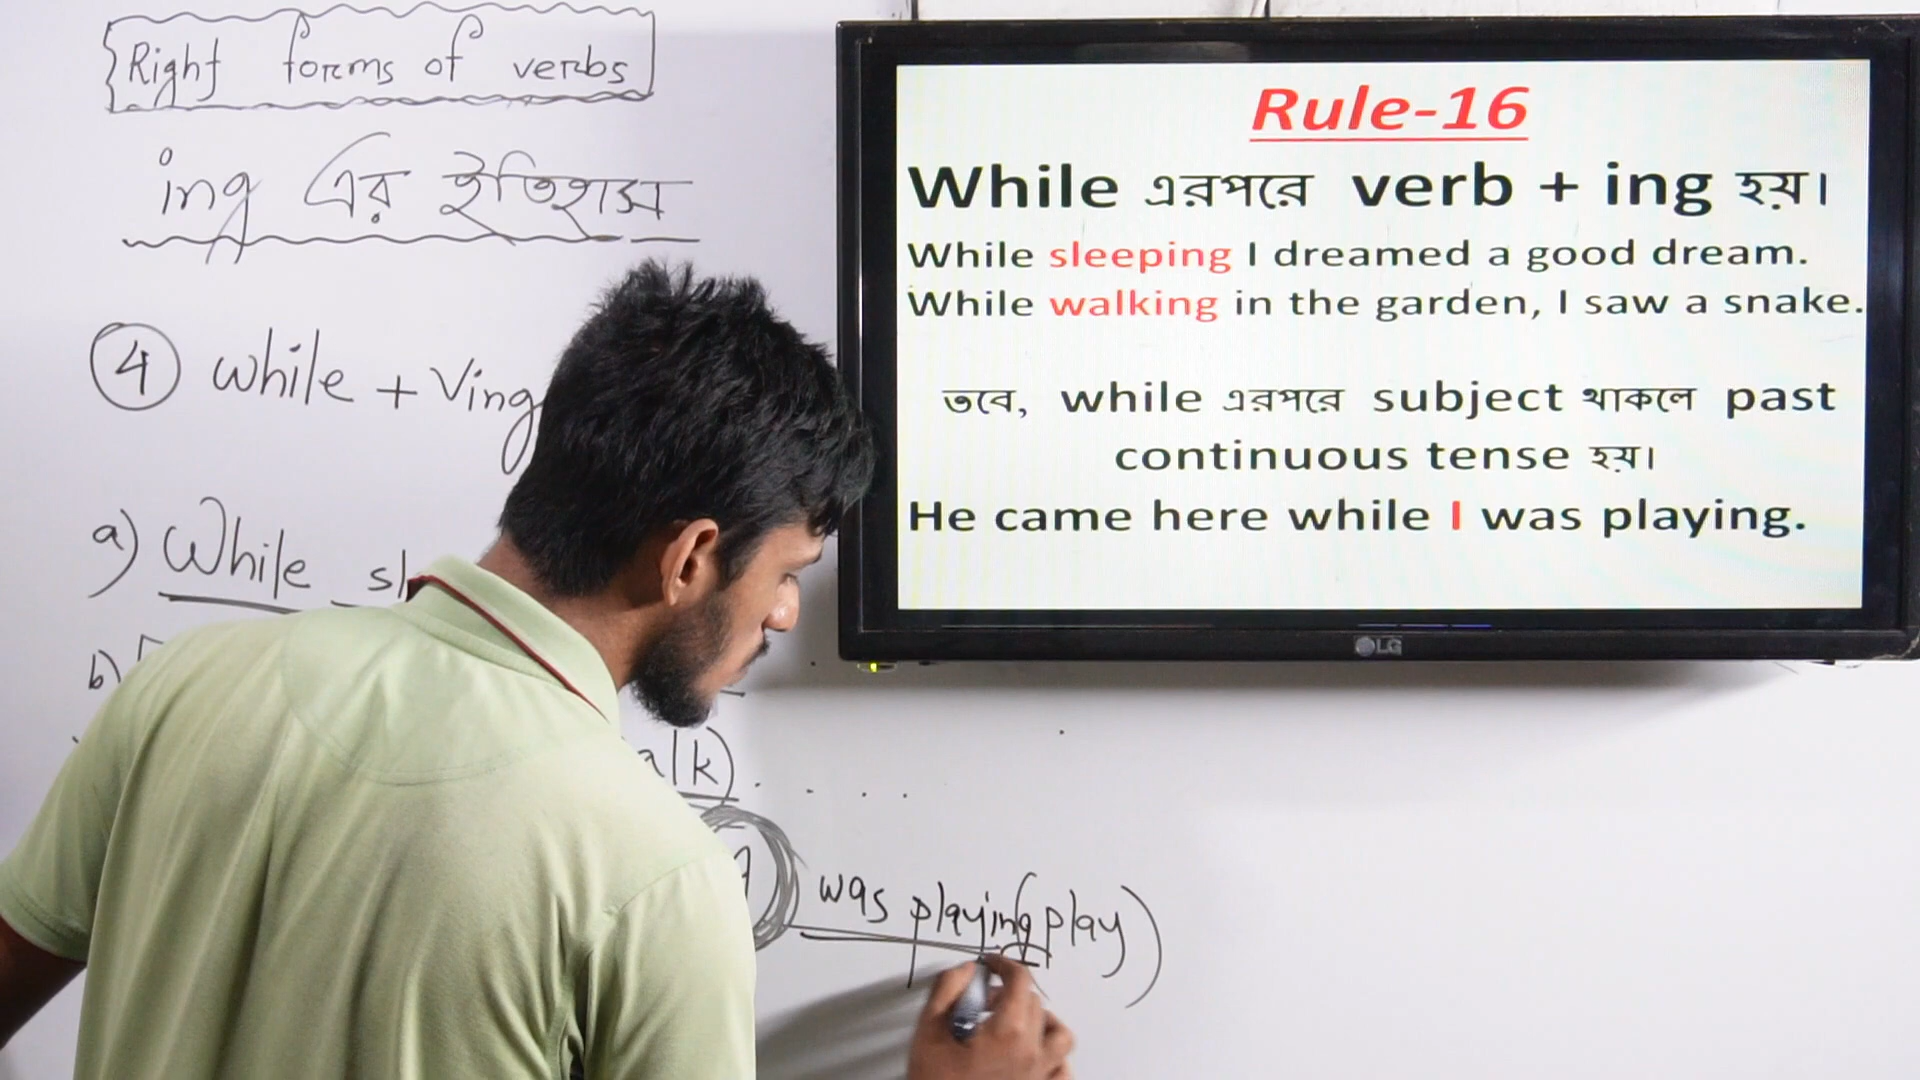 Right forms of verbs
ing এর ইতিহাস
4 while + Ving
a) While sl
b)
alk)
was playing play)
Rule-16
While এরপরে verb + ing হয়।
While sleeping I dreamed a good dream.
While walking in the garden, I saw a snake.
তবে, while এরপরে subject থাকলে past
continuous tense হয়।
He came here while I was playing.
LG